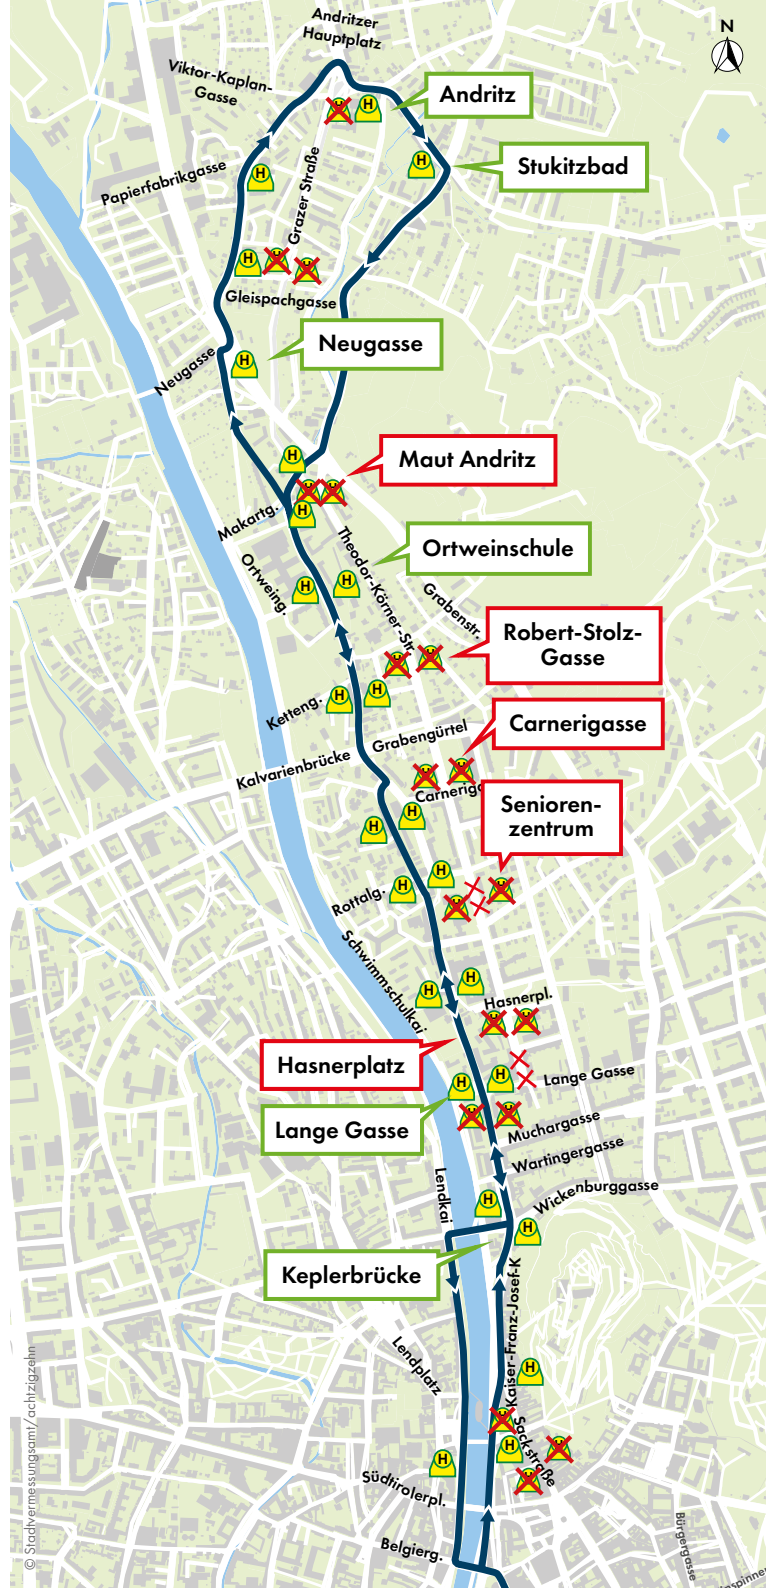 Andritzer
Hauptplatz
N
Viktor-Kaplan-
Gasse
H
H
Andritz
Stukitzbad
H
Papierfabrikgasse
H
Grazer Straße
H
H
H
Gleispachgasse
Neugasse
Neugasse
H
Maut Andritz
H
H
H
H
Makartg.
Theodor-Körner-Str.
Ortweinschule
Ortweing.
H
H
Grabenstr.
Robert-Stolz-
Gasse
H
H
Ketteng.
H
H
Carnerigasse
Grabengürtel
Kalvarienbrücke
H
H
Carnerig
Senioren-
zentrum
H
H
Rottalg.
H
H
H
H
Schwimmschulkai
H
H
Hasnerpl.
H
H
Hasnerplatz
Lange Gasse
H
H
Lange Gasse
H
H
Muchargasse
Wartingergasse
Lendkai
Wickenburggasse
H
H
Keplerbrücke
Kaiser-Franz-Josef-K
Lendplatz
H
H
Sackstraße
H
H
H
H
Südtirolerpl.
Belgierg.
Bürgergasse
aspinner
© Stadtvermessungsamt/achtzigzehn